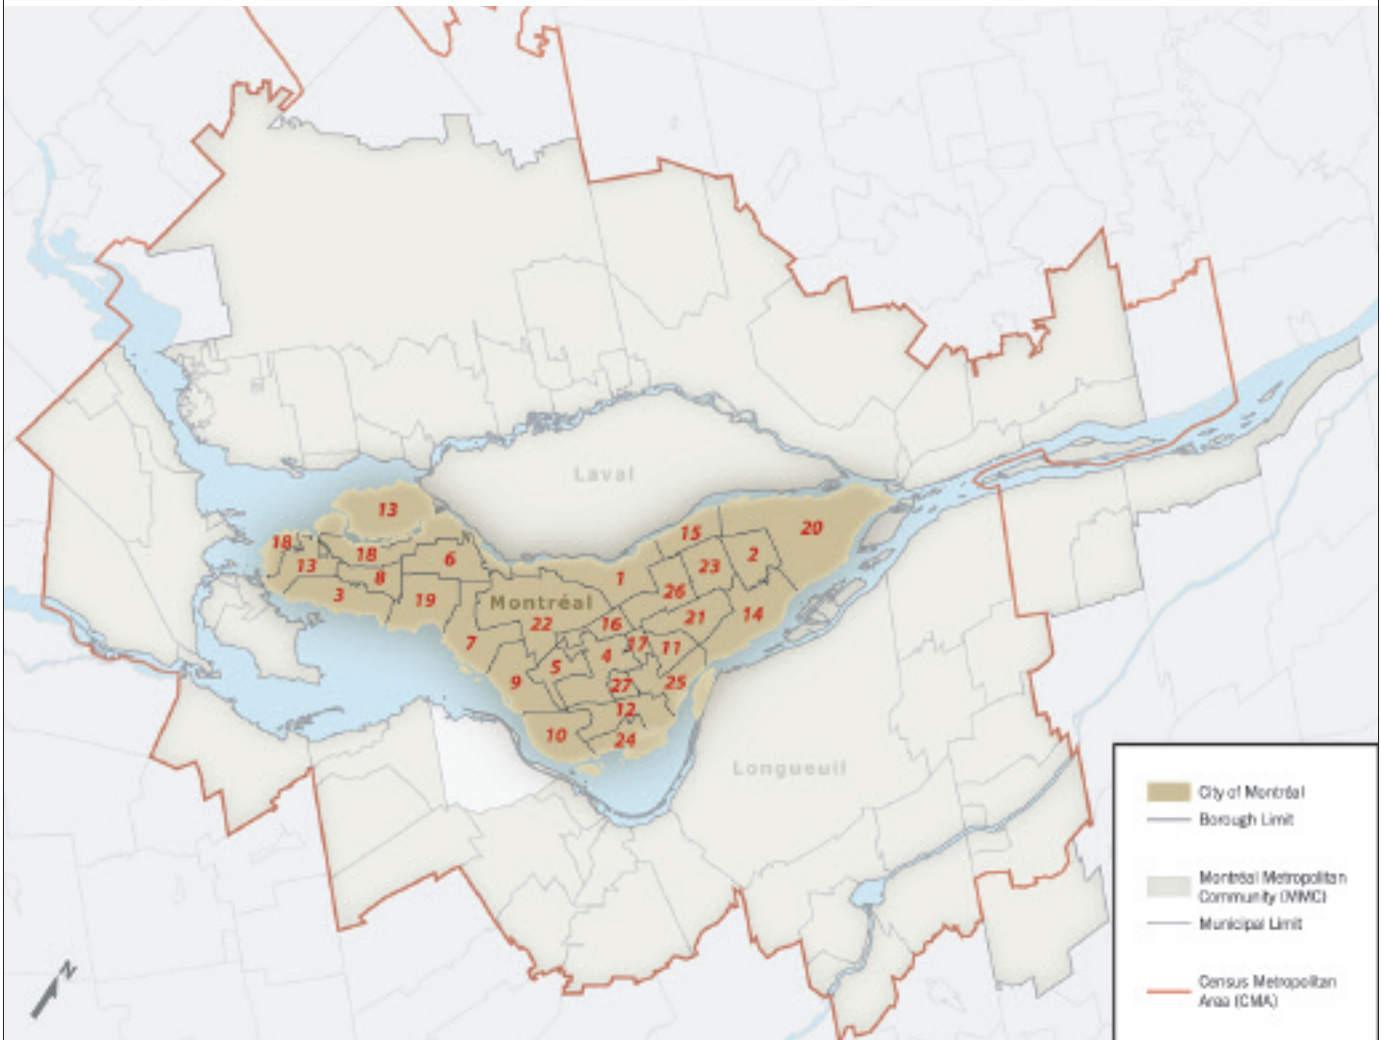 Laval
13
20
15
18
18
2
6
13
23
8
1
26
3
19
Montréal
14
21
22
16
7
17
11
4
5
9
27
25
12
10
24
Longueuil
City of Montréal
Borough Limit
Montréal Metropolitan
Community (MMC)
Municipal Limit
Census Metropolitan
Area (CMA)
N